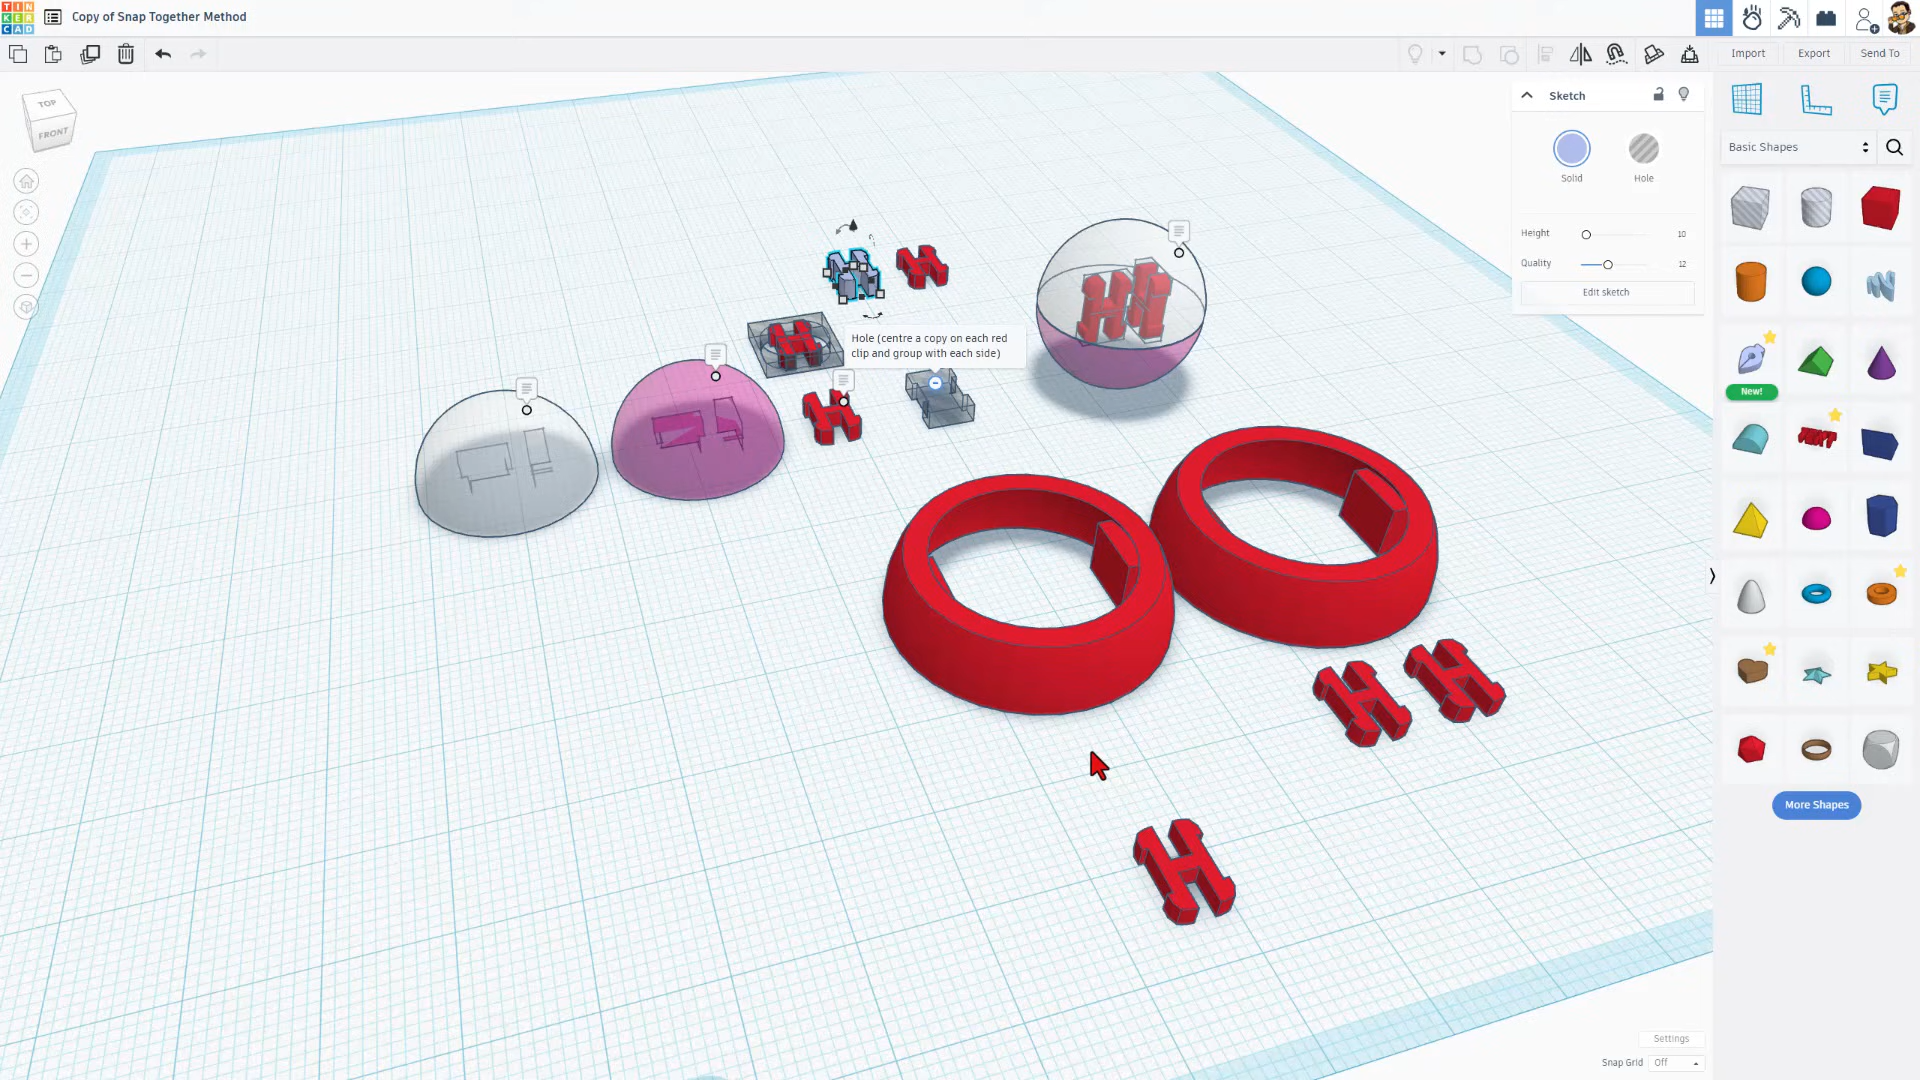 TIN
KER
CAD
Copy of Snap Together Method
Import
Export
Send To
TOP
FRONT
Sketch
Solid
Hole
Height
10
Quality
12
Edit sketch
Basic Shapes
New!
More Shapes
Hole (centre a copy on each red
clip and group with each side)
Settings
Snap Grid
Off